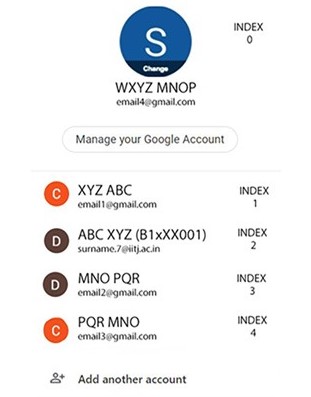 S
Change
INDEX
0
WXYZ MNOP
email4@gmail.com
Manage your Google Account
C
XYZ ABC
email1@gmail.com
INDEX
1
D
ABC XYZ (B1xXX001)
surname.7@iitj.ac.in
INDEX
2
D
MNO PQR
email2@gmail.com
INDEX
3
C
PQR MNO
email3@gmail.com
INDEX
4
Add another account